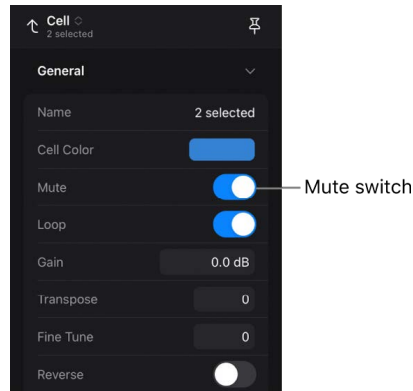 Cell
2 selected
General
Name 2 selected
Cell Color
Mute
Mute switch
Loop
Gain 0.0 dB
Transpose 0
Fine Tune 0
Reverse